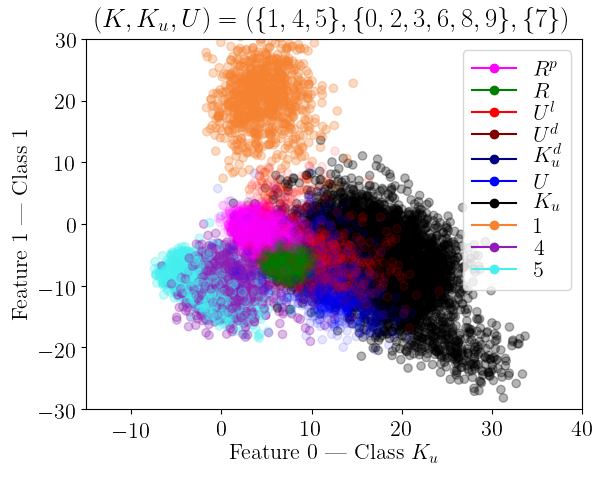 (K, K_u, U) = ({1, 4, 5}, {0, 2, 3, 6, 8, 9}, {7})
30
20
10
0
−10
−20
−30
Feature 1 — Class 1
R^p
R
U^l
U^d
K_u^d
U
K_u
1
4
5
−10
0
10
20
30
40
Feature 0 — Class K_u